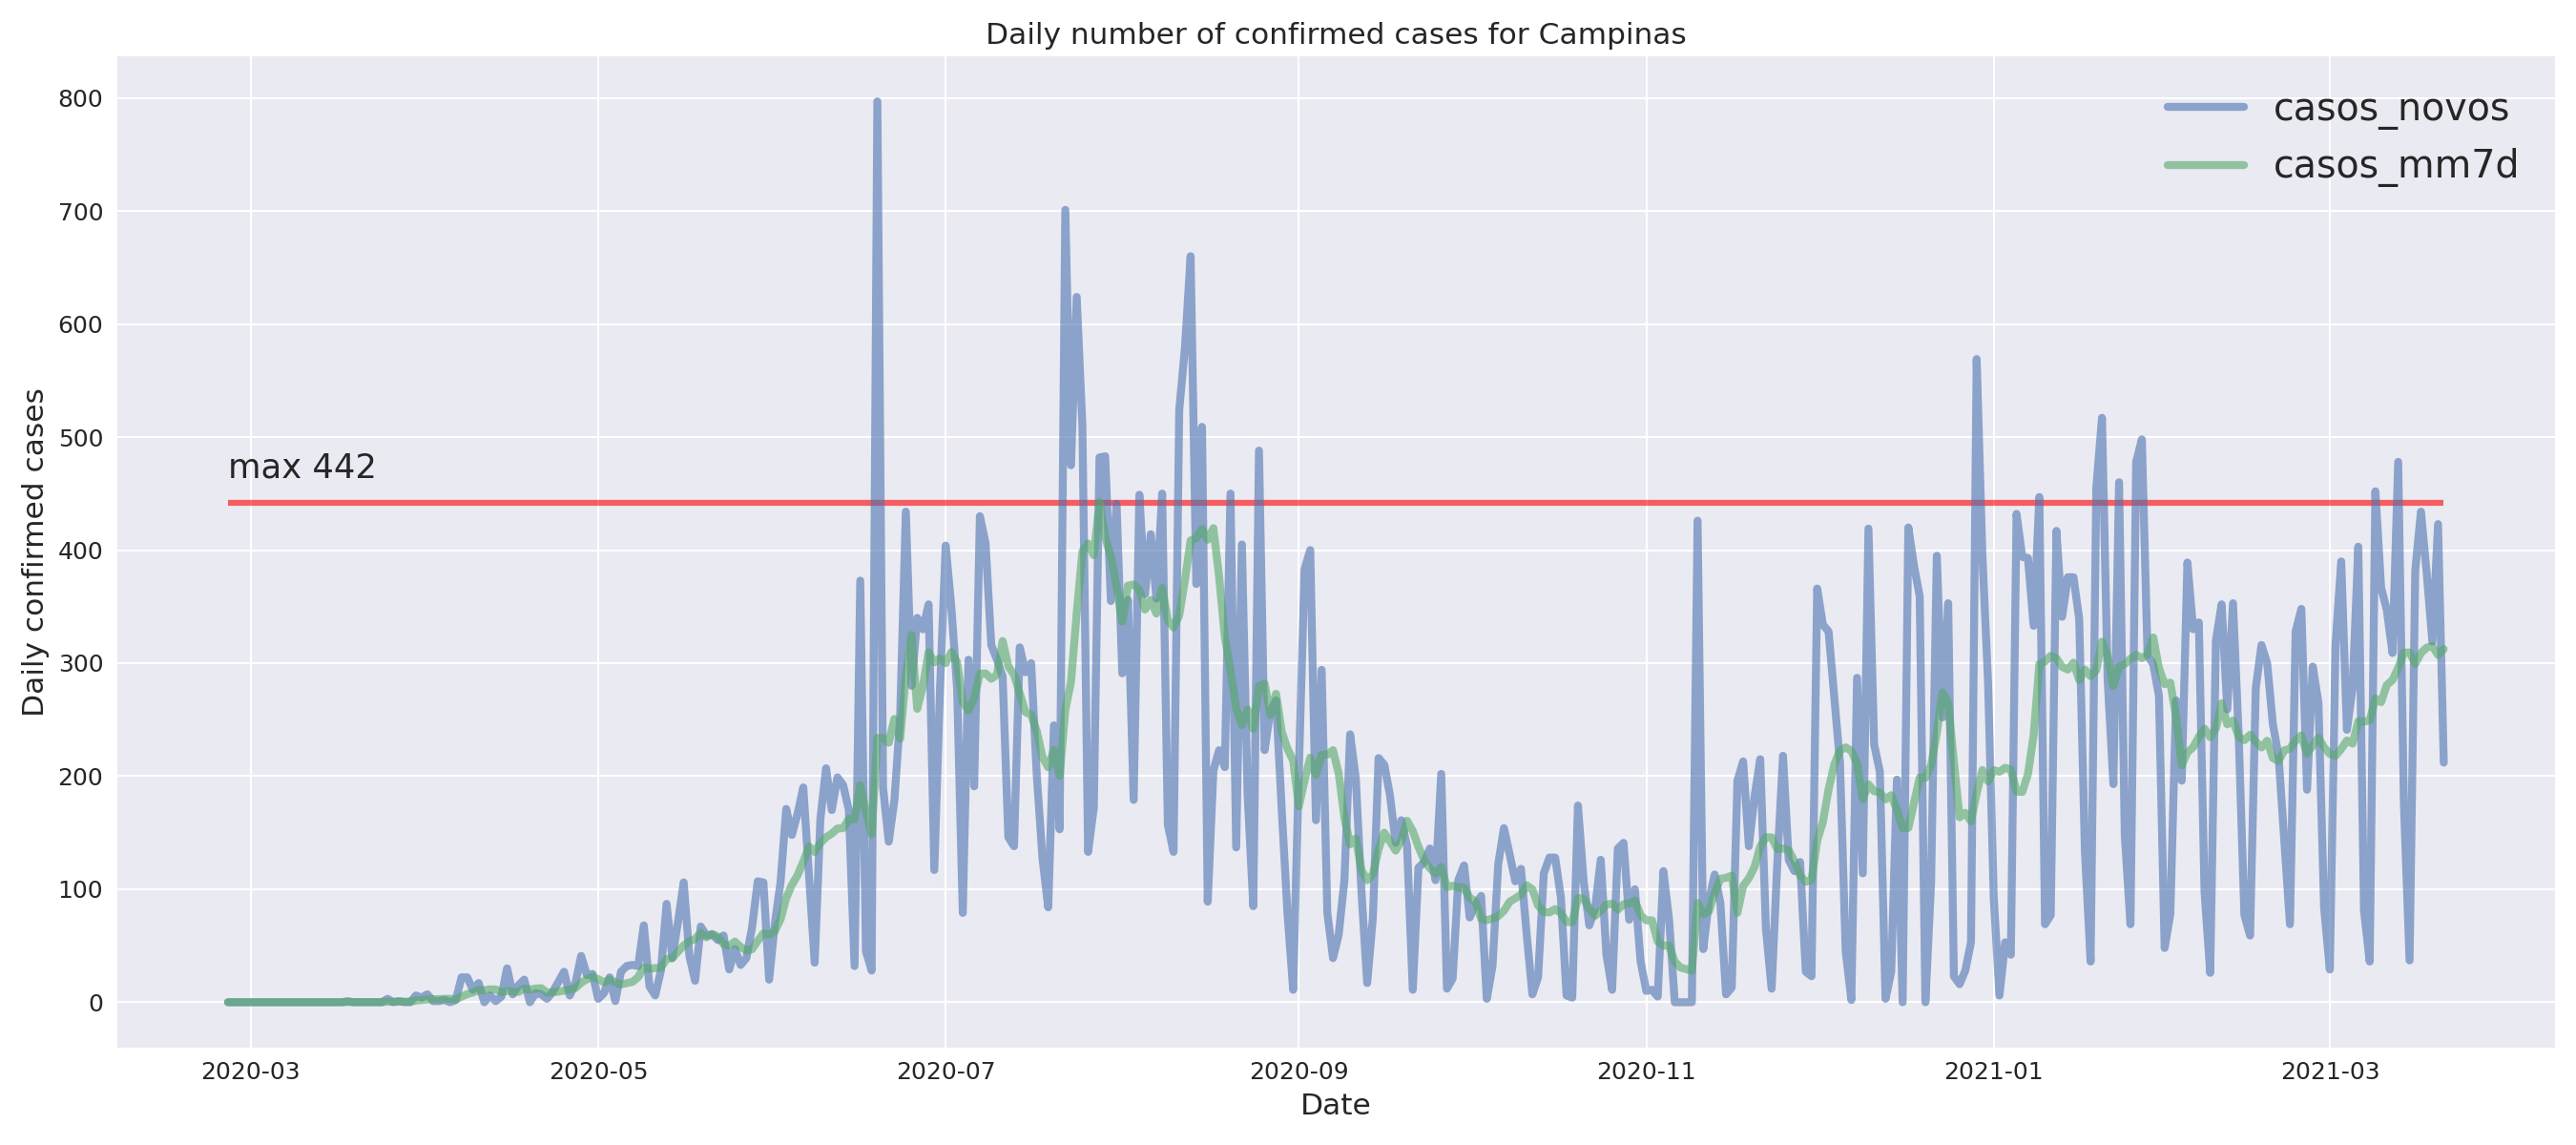 Daily number of confirmed cases for Campinas
casos_novos
casos_mm7d
max 442
Daily confirmed cases
800
700
600
500
400
300
200
100
0
2020-03
2020-05
2020-07
2020-09
2020-11
2021-01
2021-03
Date